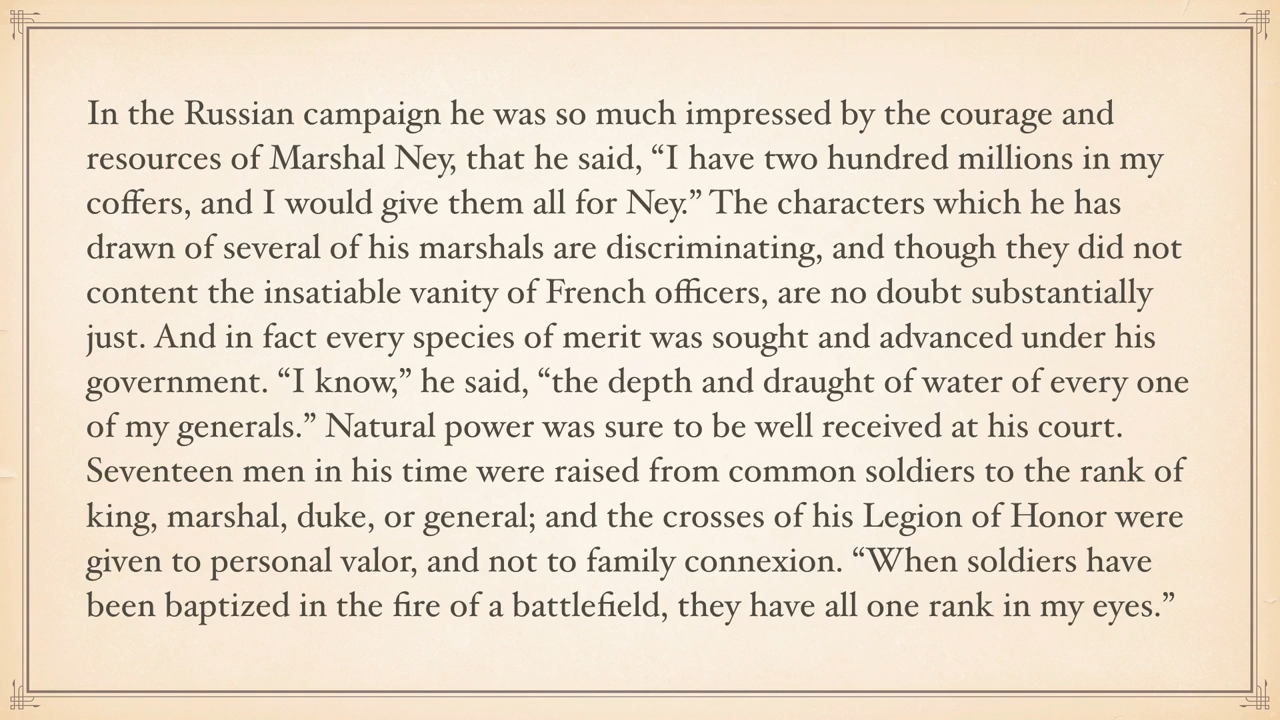 In the Russian campaign he was so much impressed by the courage and
resources of Marshal Ney, that he said, “I have two hundred millions in my
coffers, and I would give them all for Ney.” The characters which he has
drawn of several of his marshals are discriminating, and though they did not
content the insatiable vanity of French officers, are no doubt substantially
just. And in fact every species of merit was sought and advanced under his
government. “I know,” he said, “the depth and draught of water of every one
of my generals.” Natural power was sure to be well received at his court.
Seventeen men in his time were raised from common soldiers to the rank of
king, marshal, duke, or general; and the crosses of his Legion of Honor were
given to personal valor, and not to family connexion. “When soldiers have
been baptized in the fire of a battlefield, they have all one rank in my eyes.”